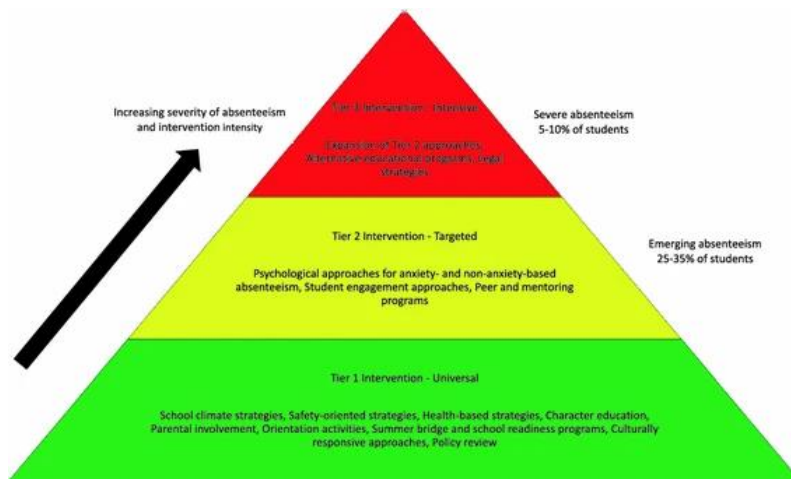 Increasing severity of absenteeism
and intervention intensity
Tier 3 Intervention - Intensive
Expansion of Tier 2 approaches,
Alternative educational programs, Legal
strategies
Severe absenteeism
5-10% of students
Tier 2 Intervention - Targeted
Psychological approaches for anxiety- and non-anxiety-based
absenteeism, Student engagement approaches, Peer and mentoring
programs
Emerging absenteeism
25-35% of students
Tier 1 Intervention - Universal
School climate strategies, Safety-oriented strategies, Health-based strategies, Character education,
Parental involvement, Orientation activities, Summer bridge and school readiness programs, Culturally
responsive approaches, Policy review